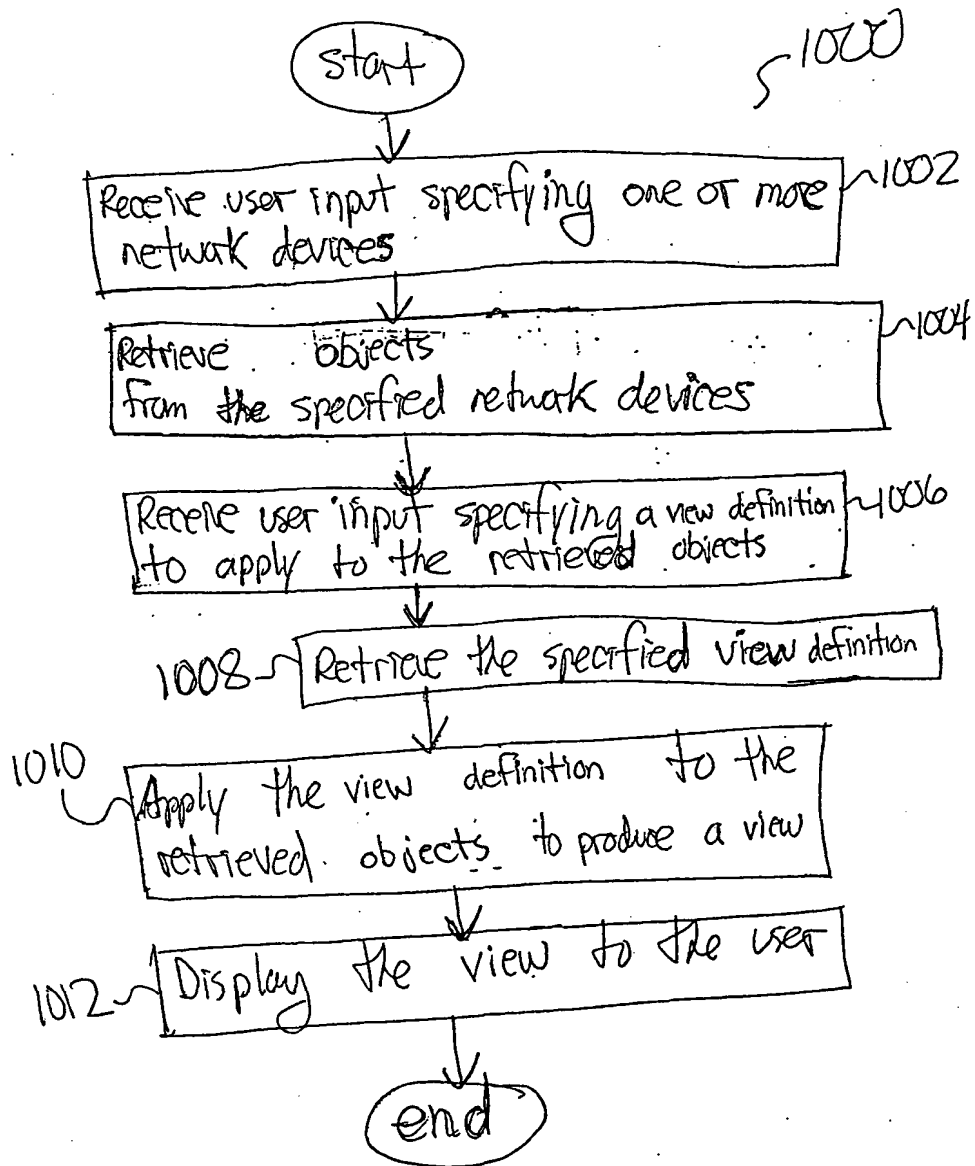 start
1000
Receive user input specifying one or more
network devices
1002
Retrieve objects
from the specified network devices
1004
Receive user input specifying a view definition
to apply to the retrieved objects
1006
1008
Retrieve the specified view definition
1010
Apply the view definition to the
retrieved objects to produce a view
1012
Display the view to the user
end